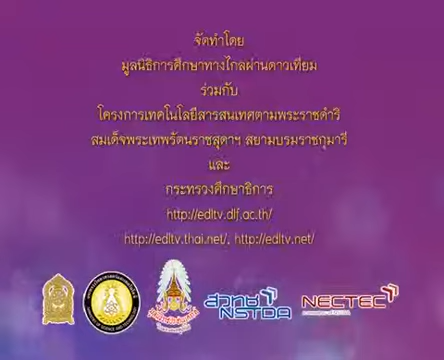 จัดทำโดย
มูลนิธิการศึกษาทางไกลผ่านดาวเทียม
ร่วมกับ
โครงการเทคโนโลยีสารสนเทศตามพระราชดำริ
สมเด็จพระเทพรัตนราชสุดาฯ สยามบรมราชกุมารี
และ
กระทรวงศึกษาธิการ
http://edltv.dlf.ac.th/
http://edltv.thai.net/, http://edltv.net/
สวทช
NSTDA
NECTEC